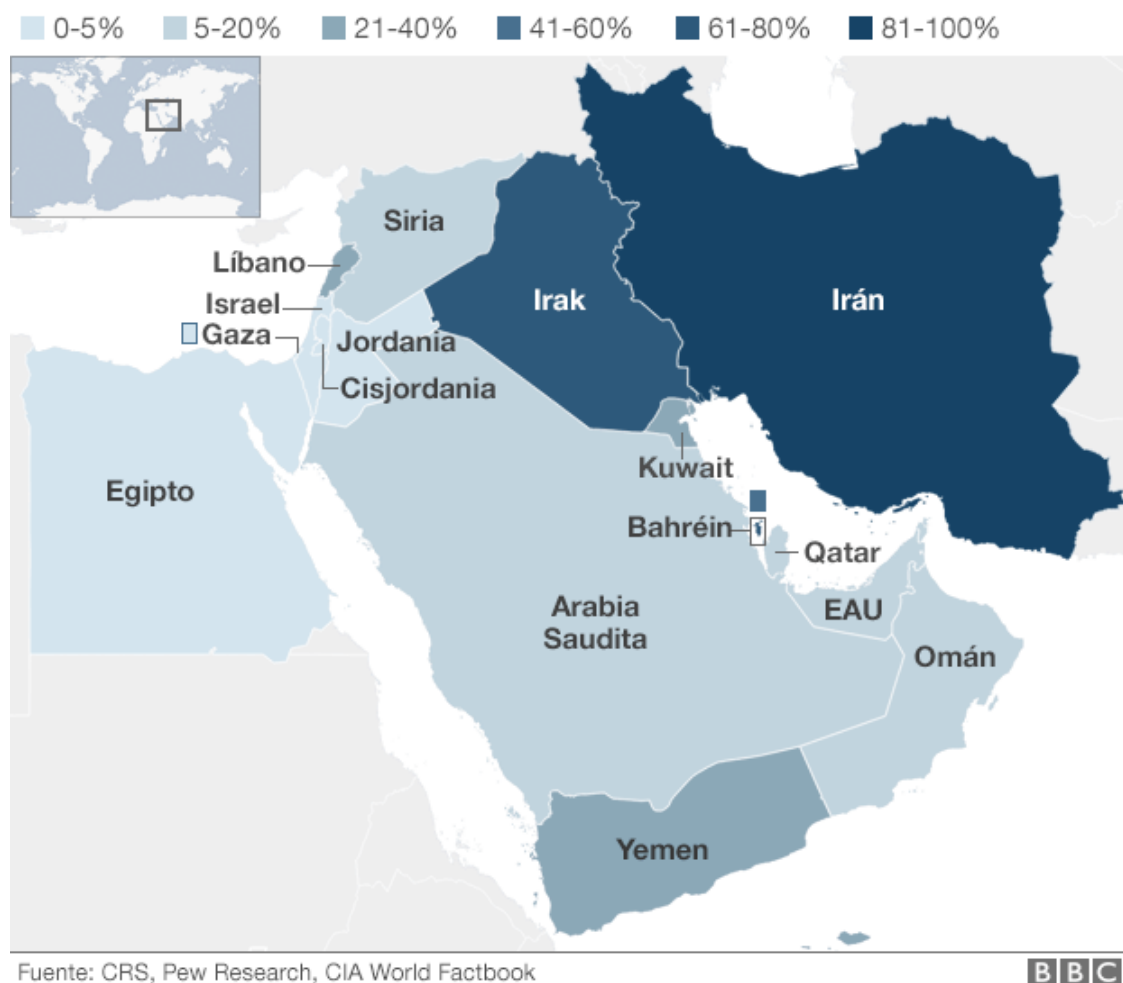 0-5% 5-20% 21-40% 41-60% 61-80% 81-100%
Siria
Líbano
Israel
Irak
Irán
Gaza
Jordania
Cisjordania
Kuwait
Egipto
Bahréin
Qatar
Arabia
Saudita
EAU
Omán
Yemen
Fuente: CRS, Pew Research, CIA World Factbook
BBC